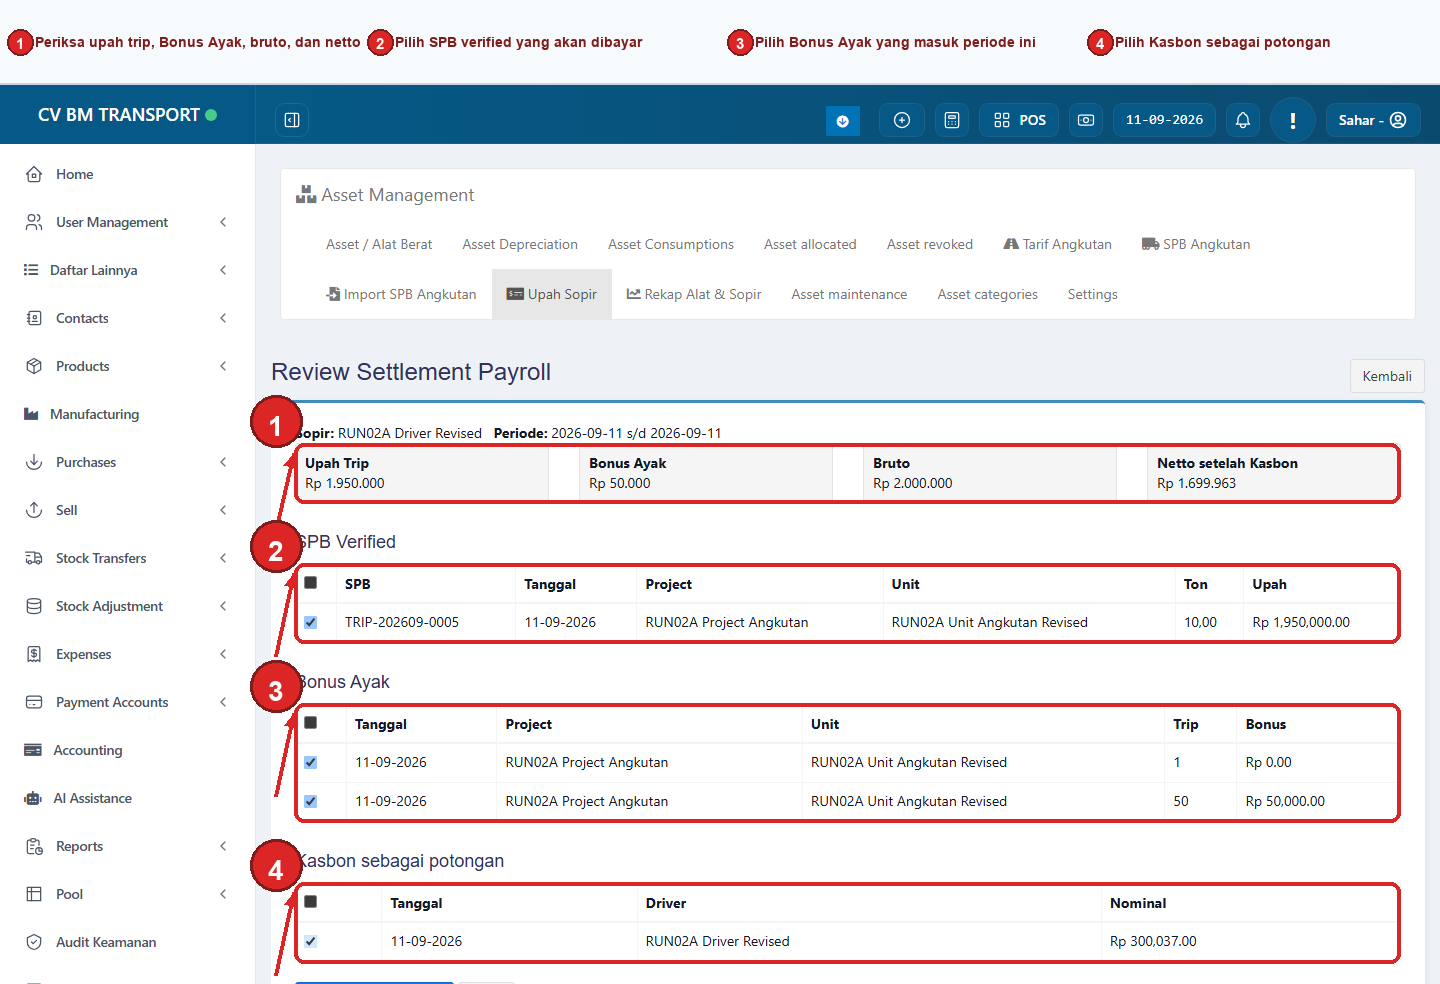 1 Periksa upah trip, Bonus Ayak, bruto, dan netto 2 Pilih SPB verified yang akan dibayar 3 Pilih Bonus Ayak yang masuk periode ini 4 Pilih Kasbon sebagai potongan
CV BM TRANSPORT
POS
11-09-2026
Sahar -
Home
User Management
Daftar Lainnya
Contacts
Products
Manufacturing
Purchases
Sell
Stock Transfers
Stock Adjustment
Expenses
Payment Accounts
Accounting
AI Assistance
Reports
Pool
Audit Keamanan
Asset Management
Asset / Alat Berat Asset Depreciation Asset Consumptions Asset allocated Asset revoked Tarif Angkutan SPB Angkutan
Import SPB Angkutan Upah Sopir Rekap Alat & Sopir Asset maintenance Asset categories Settings
Review Settlement Payroll
Kembali
1
Sopir: RUN02A Driver Revised Periode: 2026-09-11 s/d 2026-09-11
Upah Trip Bonus Ayak Bruto Netto setelah Kasbon
Rp 1.950.000 Rp 50.000 Rp 2.000.000 Rp 1.699.963
2
SPB Verified
SPB Tanggal Project Unit Ton Upah
TRIP-202609-0005 11-09-2026 RUN02A Project Angkutan RUN02A Unit Angkutan Revised 10,00 Rp 1,950,000.00
3
Bonus Ayak
Tanggal Project Unit Trip Bonus
11-09-2026 RUN02A Project Angkutan RUN02A Unit Angkutan Revised 1 Rp 0.00
11-09-2026 RUN02A Project Angkutan RUN02A Unit Angkutan Revised 50 Rp 50,000.00
4
Kasbon sebagai potongan
Tanggal Driver Nominal
11-09-2026 RUN02A Driver Revised Rp 300,037.00